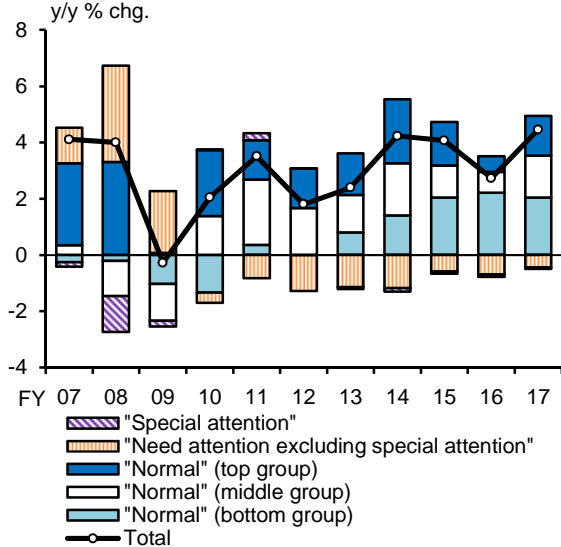 y/y % chg.
8
6
4
2
0
-2
-4
FY 07 08 09 10 11 12 13 14 15 16 17
"Special attention"
"Need attention excluding special attention"
"Normal" (top group)
"Normal" (middle group)
"Normal" (bottom group)
Total